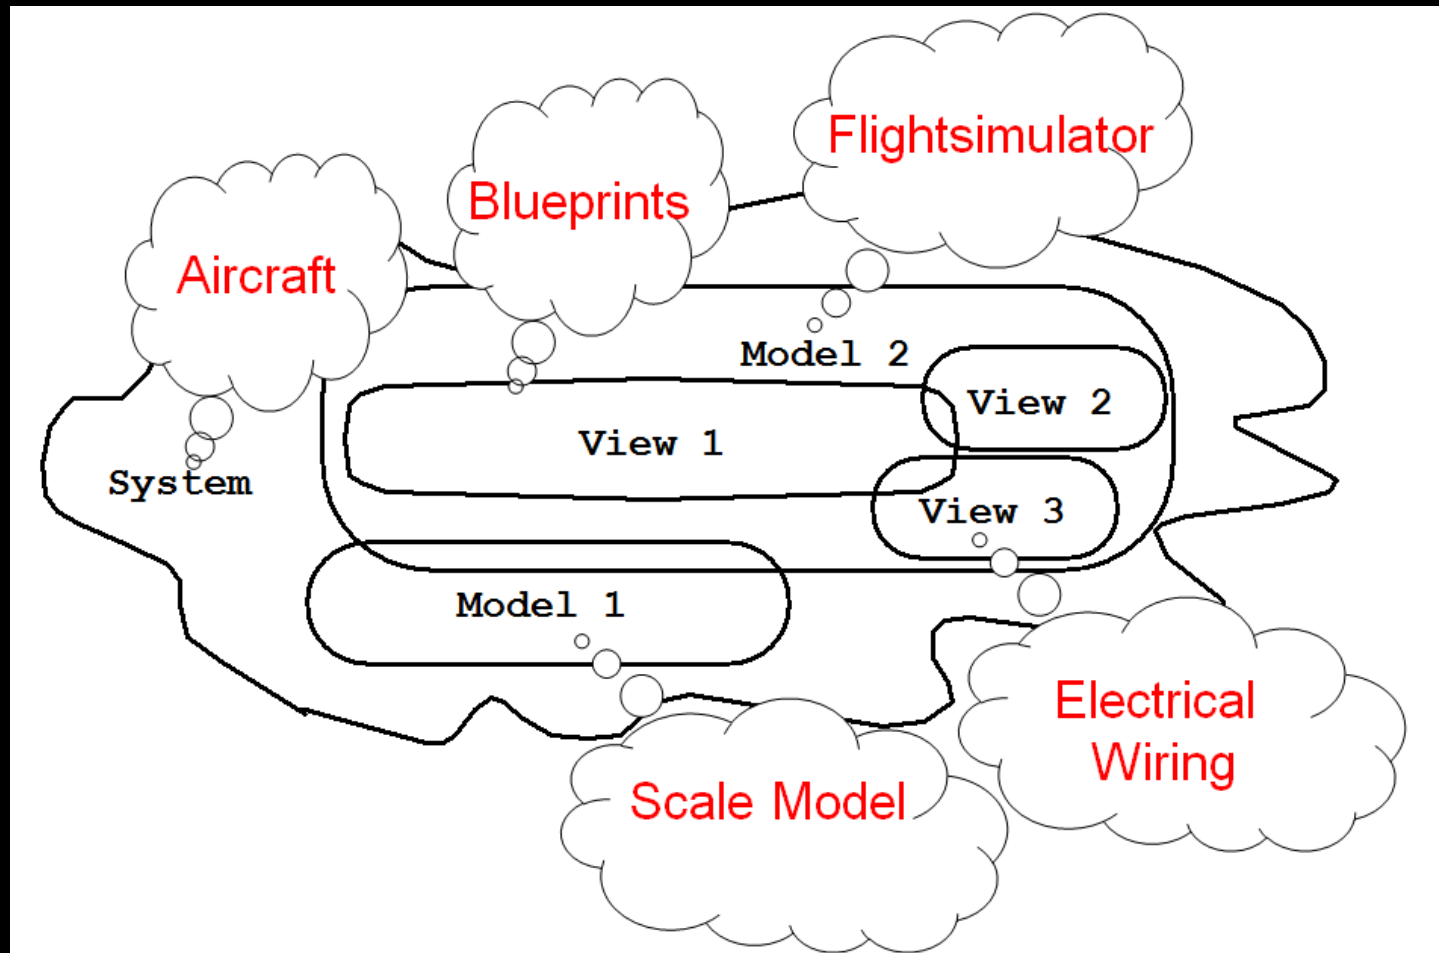 Flightsimulator
Blueprints
Aircraft
Model 2
View 2
View 1
System
View 3
Model 1
Electrical
Wiring
Scale Model